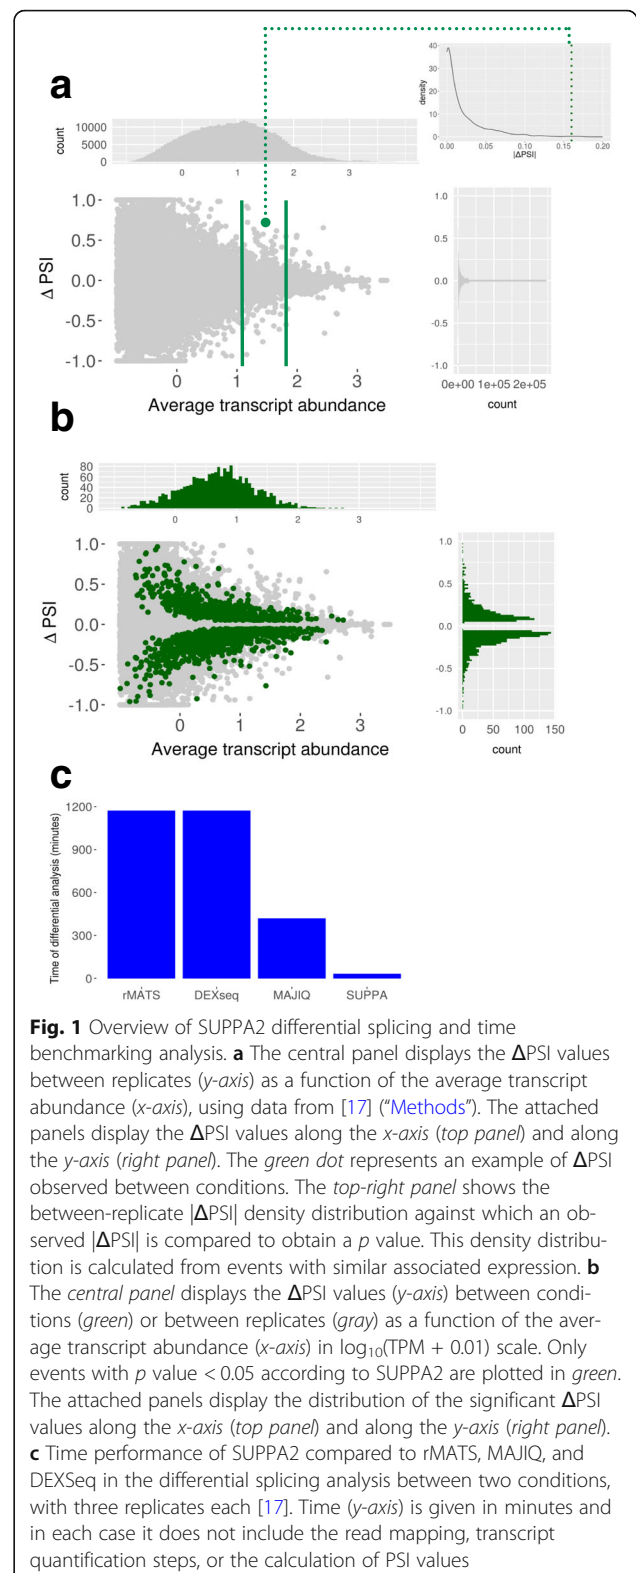 a
40
30
20
10
0
density
0.00
0.05
0.10
0.15
0.20
|ΔPSI|
10000
5000
0
count
0
1
2
3
1.0
0.5
0.0
-0.5
-1.0
Δ PSI
0
1
2
3
Average transcript abundance
1.0
0.5
0.0
-0.5
-1.0
0e+00 1e+05 2e+05
count
b
80
60
40
20
0
count
0
1
2
3
1.0
0.5
0.0
-0.5
-1.0
Δ PSI
0
1
2
3
Average transcript abundance
1.0
0.5
0.0
-0.5
-1.0
0 50 100 150
count
c
1200
900
600
300
0
Time of differential analysis (minutes)
rMATS DEXseq MAJIQ SUPPA
Fig. 1 Overview of SUPPA2 differential splicing and time
benchmarking analysis. a The central panel displays the ΔPSI values
between replicates (y-axis) as a function of the average transcript
abundance (x-axis), using data from [17] (“Methods”). The attached
panels display the ΔPSI values along the x-axis (top panel) and along
the y-axis (right panel). The green dot represents an example of ΔPSI
observed between conditions. The top-right panel shows the
between-replicate |ΔPSI| density distribution against which an ob-
served |ΔPSI| is compared to obtain a p value. This density distribu-
tion is calculated from events with similar associated expression. b
The central panel displays the ΔPSI values (y-axis) between condi-
tions (green) or between replicates (gray) as a function of the aver-
age transcript abundance (x-axis) in log10(TPM + 0.01) scale. Only
events with p value < 0.05 according to SUPPA2 are plotted in green.
The attached panels display the distribution of the significant ΔPSI
values along the x-axis (top panel) and along the y-axis (right panel).
c Time performance of SUPPA2 compared to rMATS, MAJIQ, and
DEXSeq in the differential splicing analysis between two conditions,
with three replicates each [17]. Time (y-axis) is given in minutes and
in each case it does not include the read mapping, transcript
quantification steps, or the calculation of PSI values